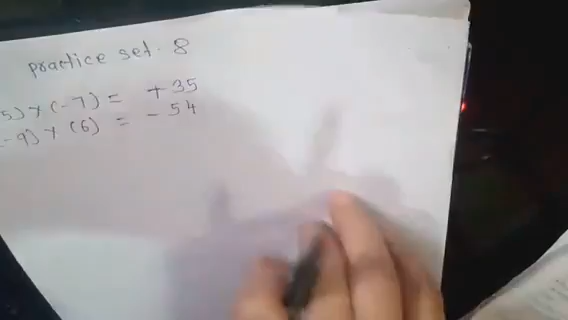 practice set. 8
5) × (-7) = +35
-9) × (6) = -54